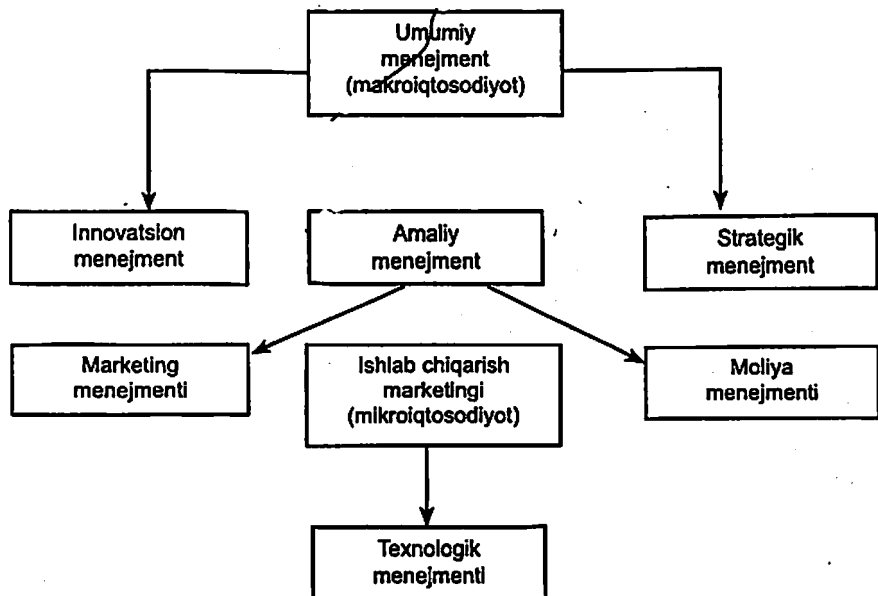 Umumiy
menejment
(makroiqtosodiyot)
Innovatsion
menejment
Amaliy
menejment
Strategik
menejment
Marketing
menejmenti
Ishlab chiqarish
marketingi
(mikroiqtosodiyot)
Moliya
menejmenti
Texnologik
menejmenti